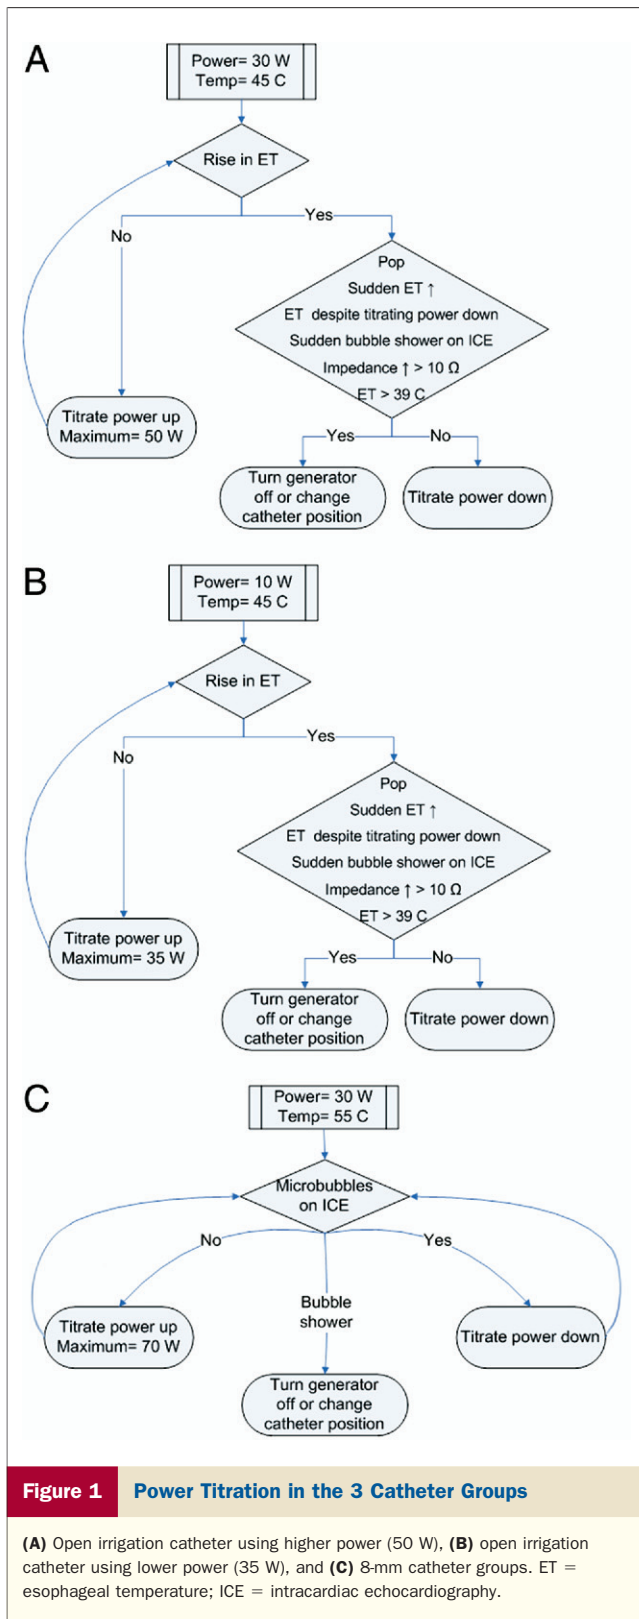 A
Power= 30 W
Temp= 45 C
Rise in ET
Yes
No
Pop
Sudden ET ↑
ET despite titrating power down
Sudden bubble shower on ICE
Impedance ↑ > 10 Ω
ET > 39 C
Titrate power up
Maximum= 50 W
Yes
No
Turn generator
off or change
catheter position
Titrate power down
B
Power= 10 W
Temp= 45 C
Rise in ET
Yes
No
Pop
Sudden ET ↑
ET despite titrating power down
Sudden bubble shower on ICE
Impedance ↑ > 10 Ω
ET > 39 C
Titrate power up
Maximum= 35 W
Yes
No
Turn generator
off or change
catheter position
Titrate power down
C
Power= 30 W
Temp= 55 C
Microbubbles
on ICE
No
Yes
Bubble
shower
Titrate power up
Maximum= 70 W
Titrate power down
Turn generator
off or change
catheter position
Figure 1 Power Titration in the 3 Catheter Groups
(A) Open irrigation catheter using higher power (50 W), (B) open irrigation
catheter using lower power (35 W), and (C) 8-mm catheter groups. ET =
esophageal temperature; ICE = intracardiac echocardiography.